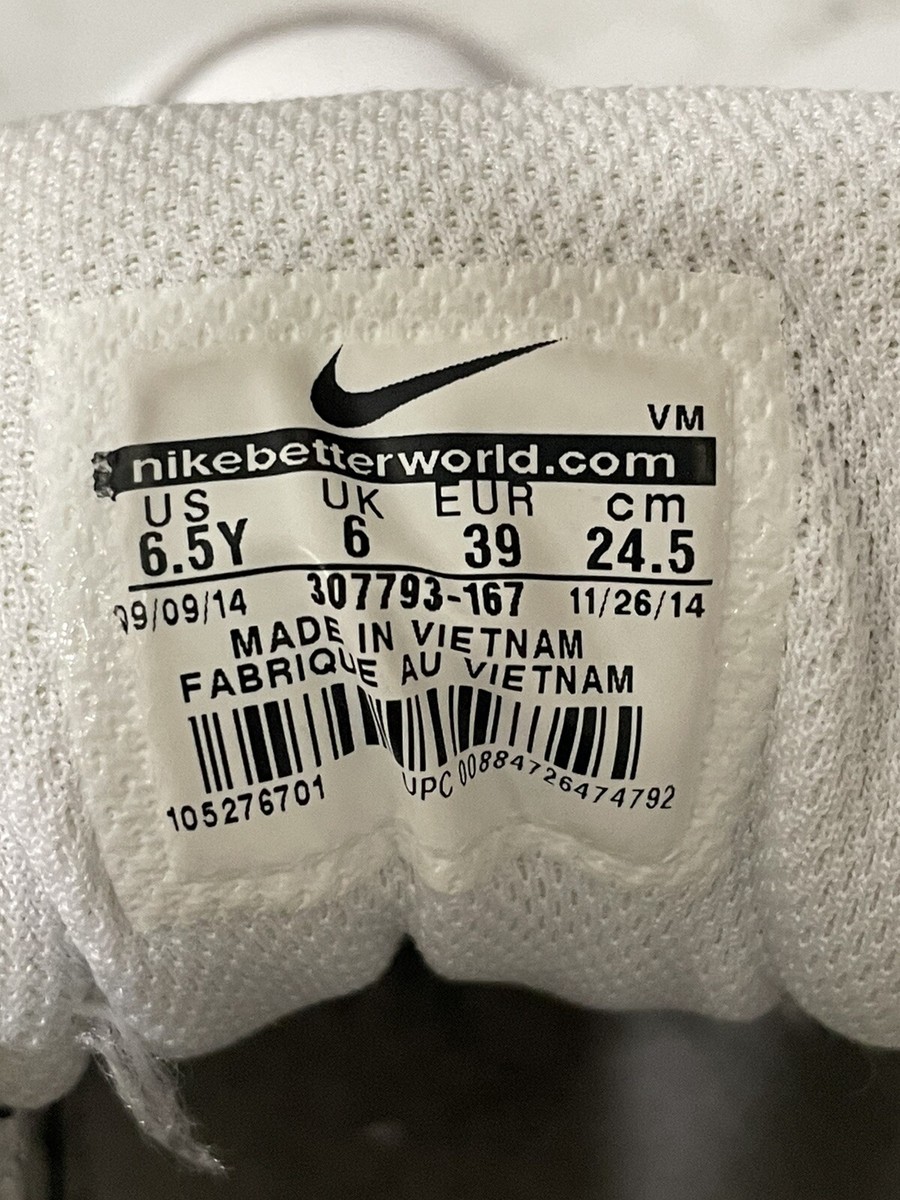 VM
nikebetterworld.com
US UK EUR cm
6.5Y 6 39 24.5
09/09/14 307793-167 11/26/14
MADE IN VIETNAM
FABRIQUE AU VIETNAM
105276701 UPC 00884726474792